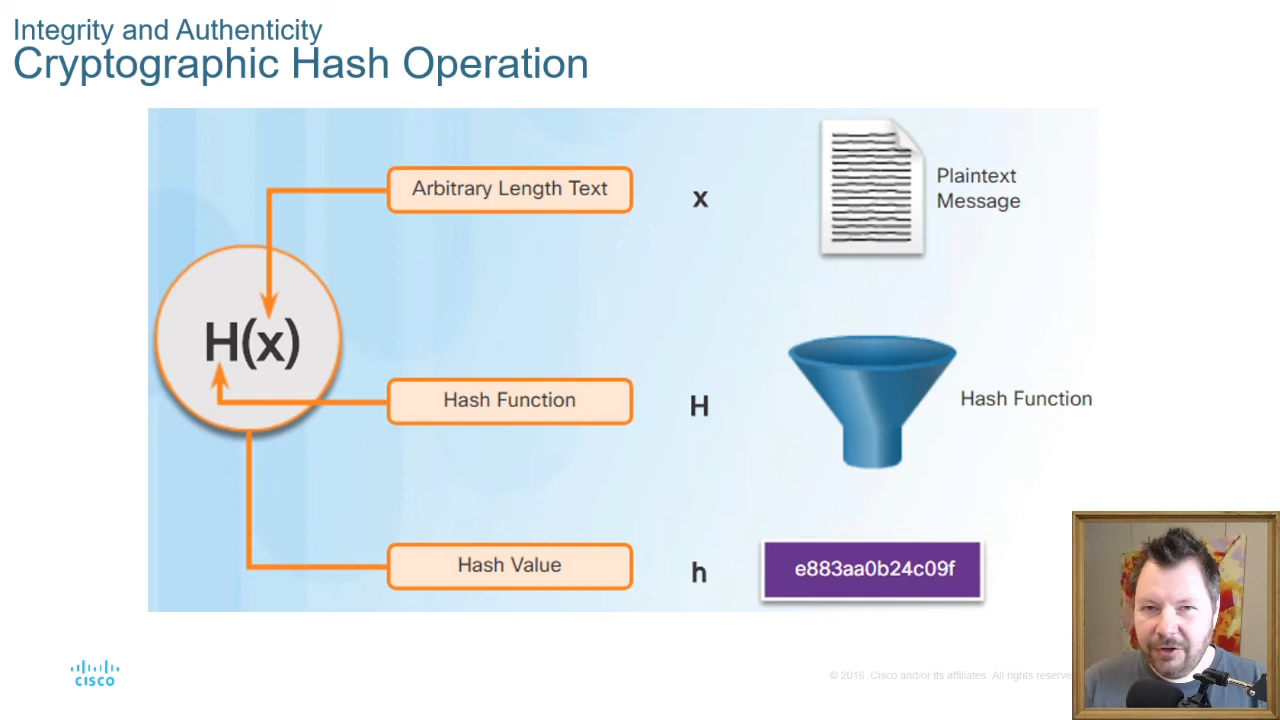 Integrity and Authenticity
Cryptographic Hash Operation
Arbitrary Length Text
x
Plaintext
Message
H(x)
Hash Function
H
Hash Function
Hash Value
h
e883aa0b24c09f
CISCO
© 2016 Cisco and/or its affiliates. All rights reserve